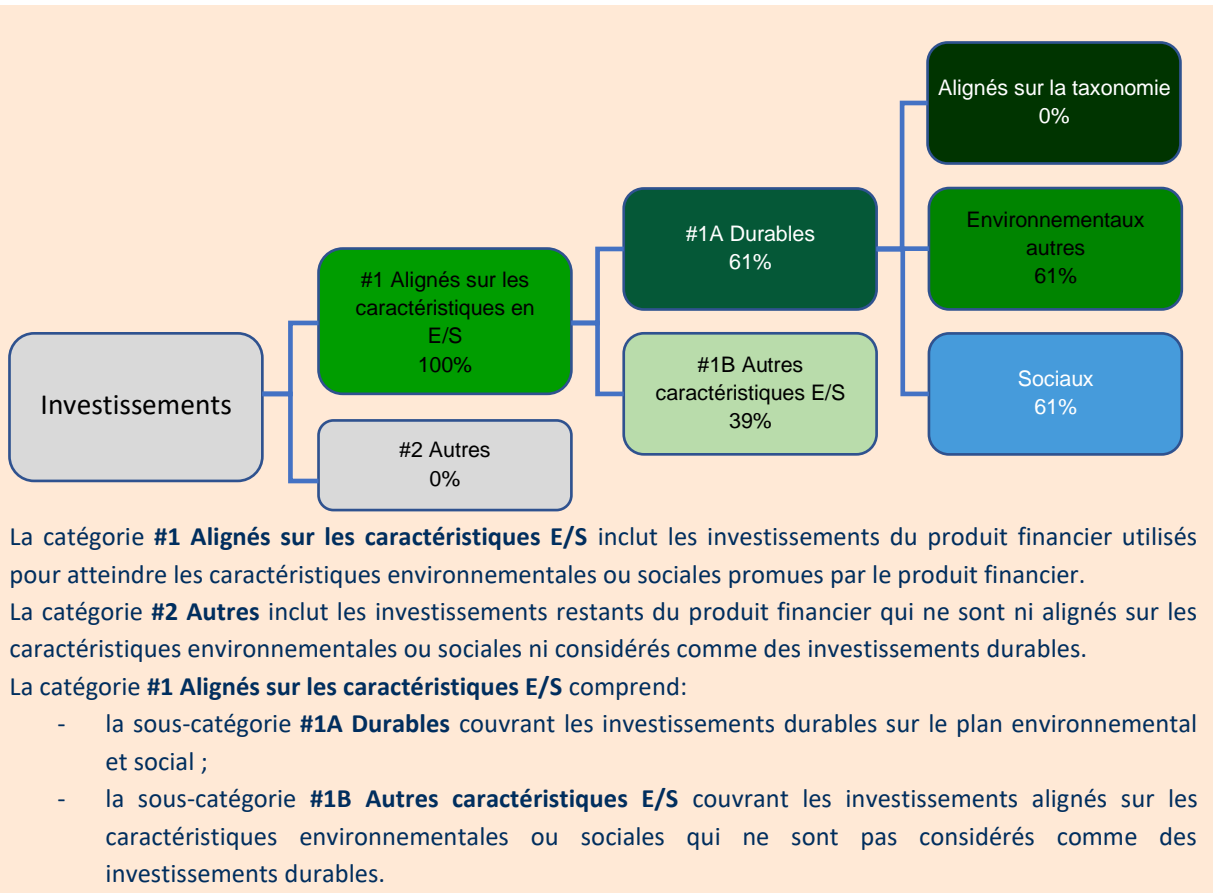 Alignés sur la taxonomie
0%
#1A Durables
61%
Environnementaux
autres
61%
#1 Alignés sur les
caractéristiques en
E/S
100%
#1B Autres
caractéristiques E/S
39%
Sociaux
61%
Investissements
#2 Autres
0%
La catégorie #1 Alignés sur les caractéristiques E/S inclut les investissements du produit financier utilisés
pour atteindre les caractéristiques environnementales ou sociales promues par le produit financier.
La catégorie #2 Autres inclut les investissements restants du produit financier qui ne sont ni alignés sur les
caractéristiques environnementales ou sociales ni considérés comme des investissements durables.
La catégorie #1 Alignés sur les caractéristiques E/S comprend:
- la sous-catégorie #1A Durables couvrant les investissements durables sur le plan environnemental
et social ;
- la sous-catégorie #1B Autres caractéristiques E/S couvrant les investissements alignés sur les
caractéristiques environnementales ou sociales qui ne sont pas considérés comme des
investissements durables.